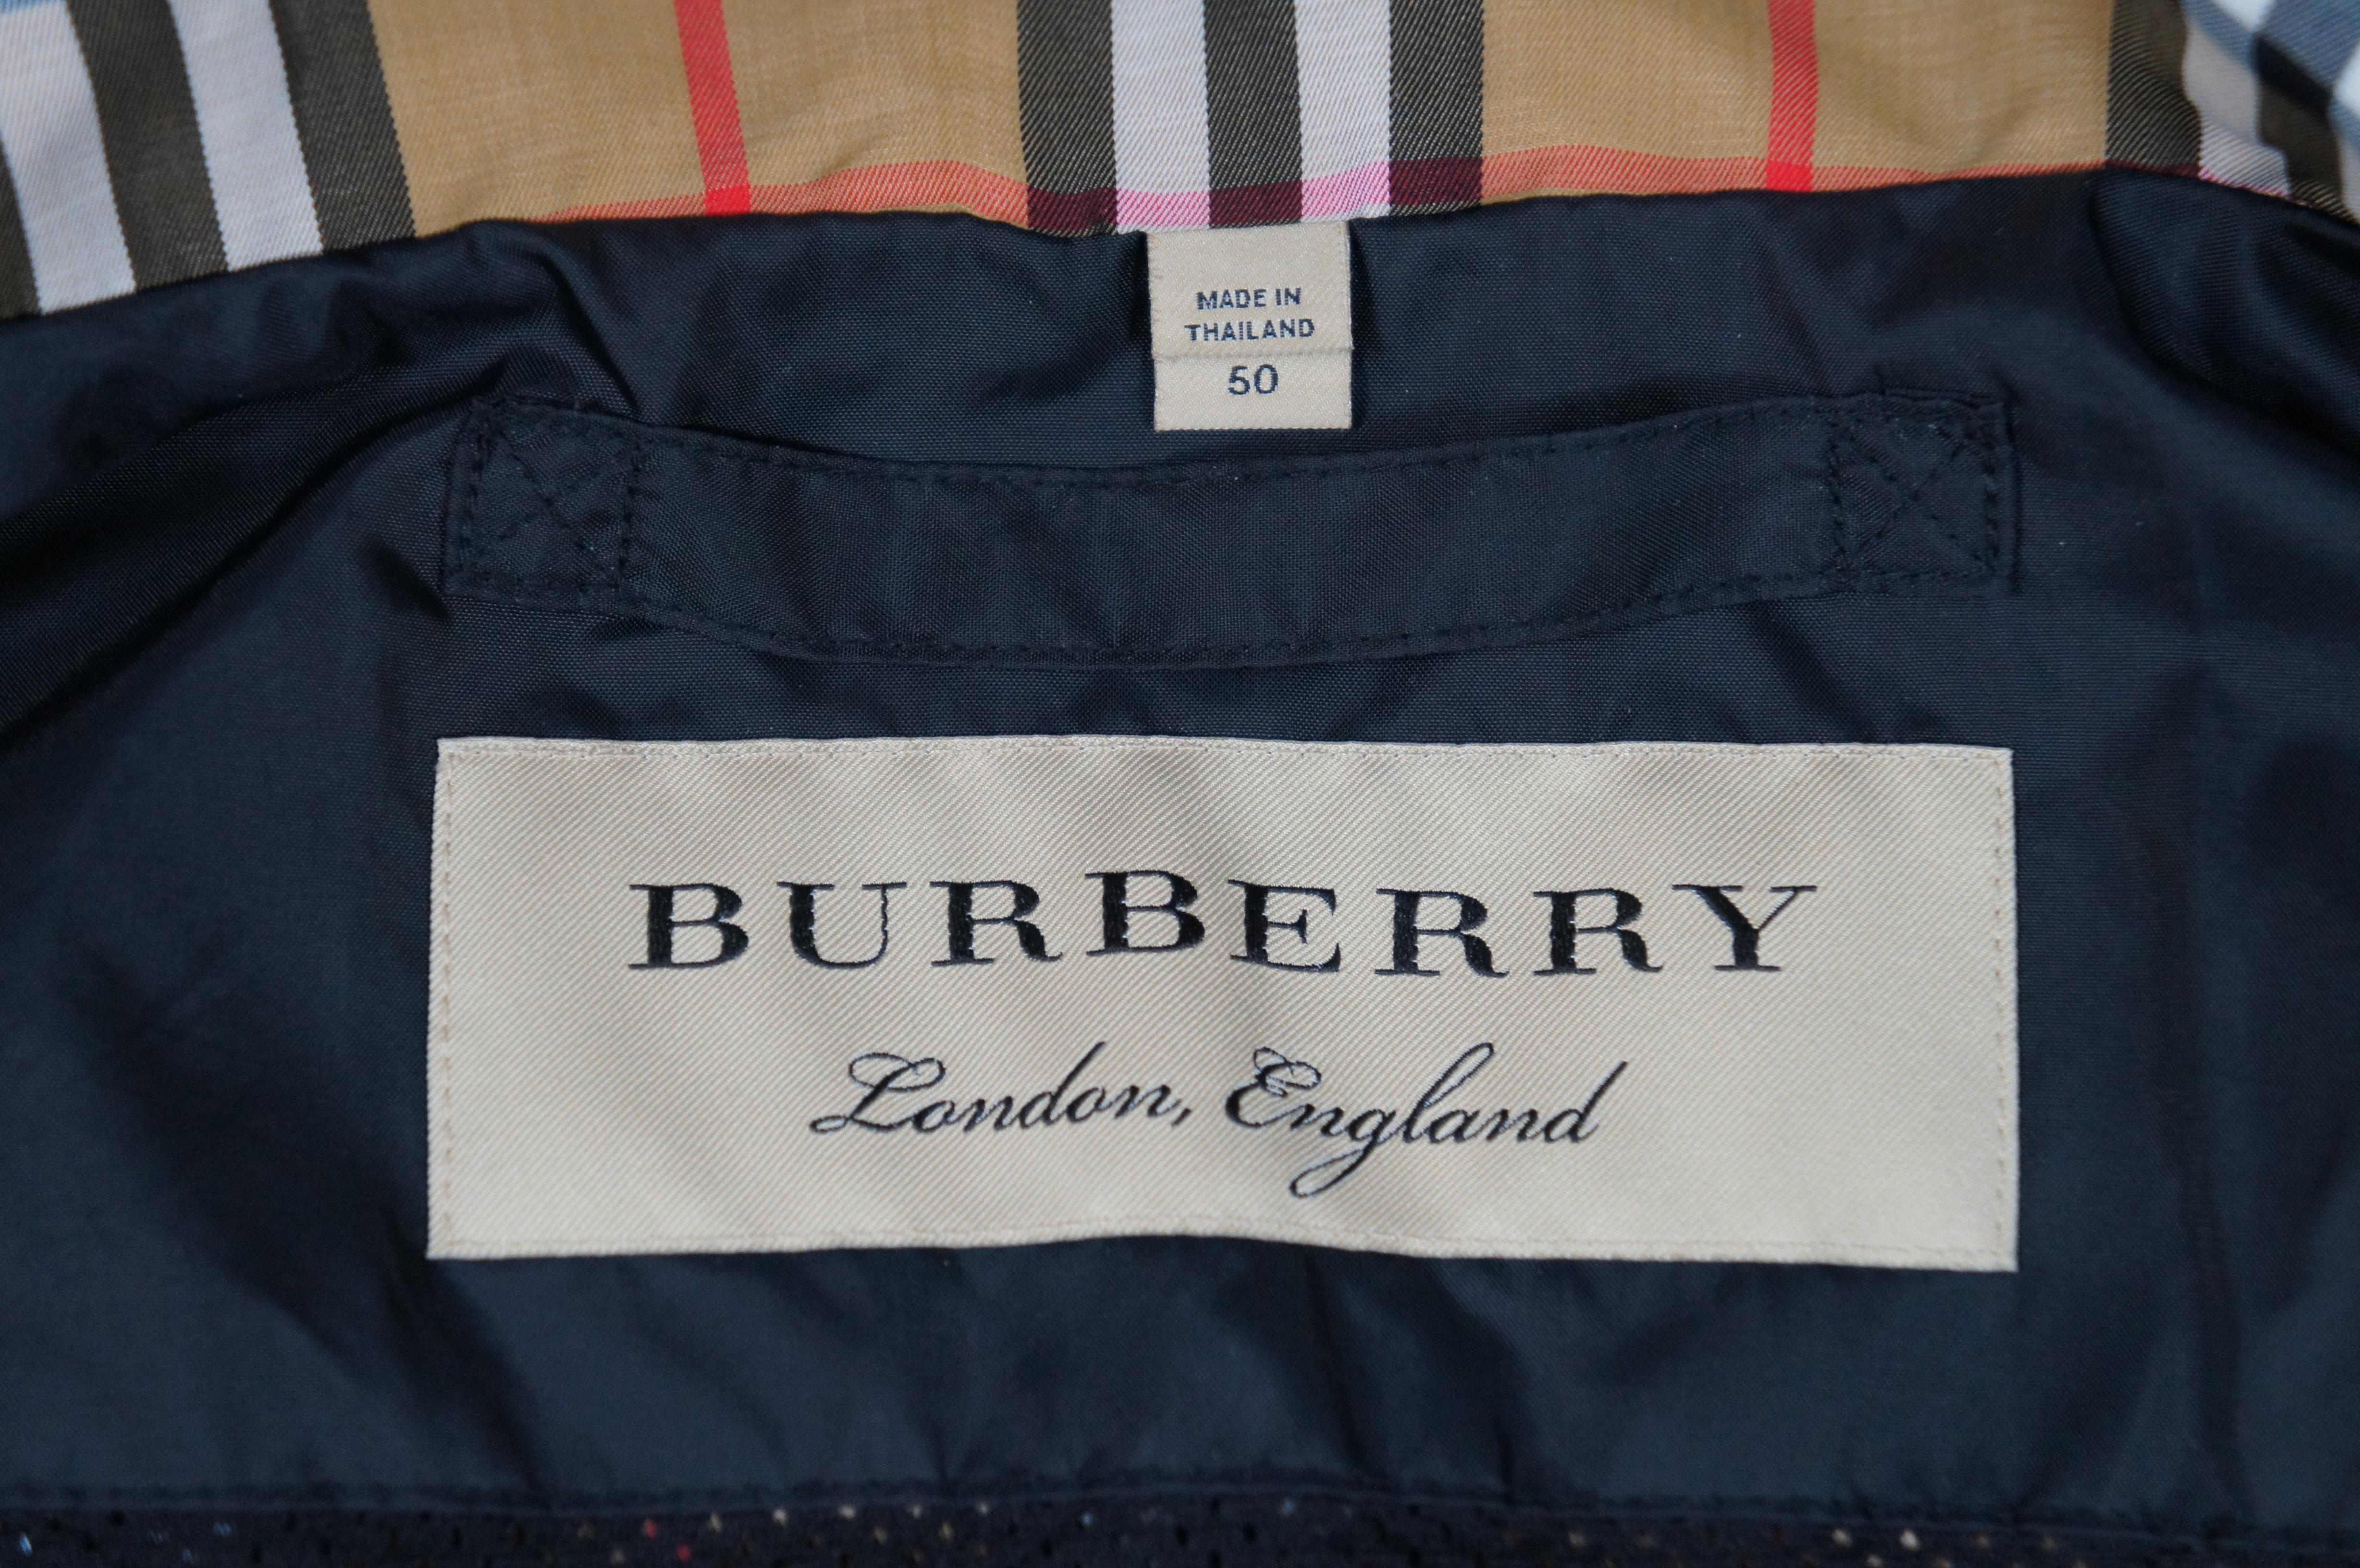 MADE IN
THAILAND
50
BURBERRY
London, England